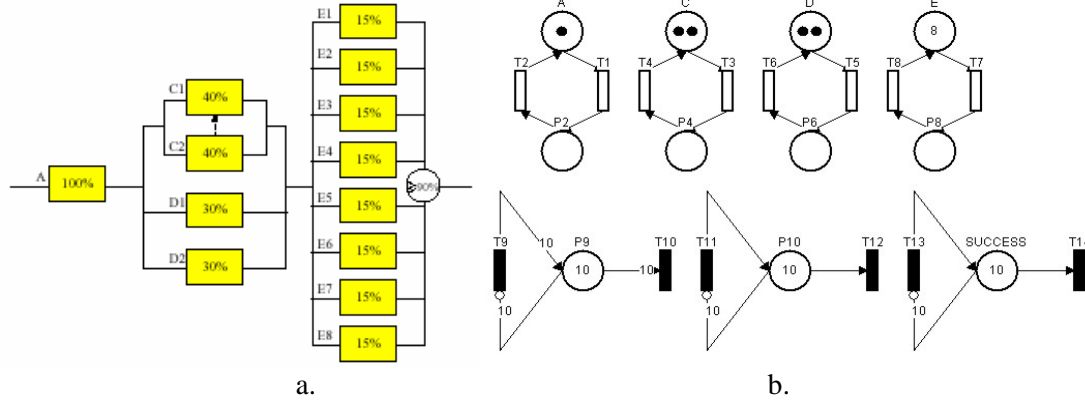 E1
15%
E2
15%
E3
15%
E4
15%
E5
15%
E6
15%
E7
15%
E8
15%
C1
40%
C2
40%
A
100%
D1
30%
D2
30%
≥90%
a.
A
C
D
E
8
T2
T1
T4
T3
T6
T5
T8
T7
P2
P4
P6
P8
T9
10
P9
T10
T11
P10
T12
T13
SUCCESS
10
10
10
10
10
10
10
b.